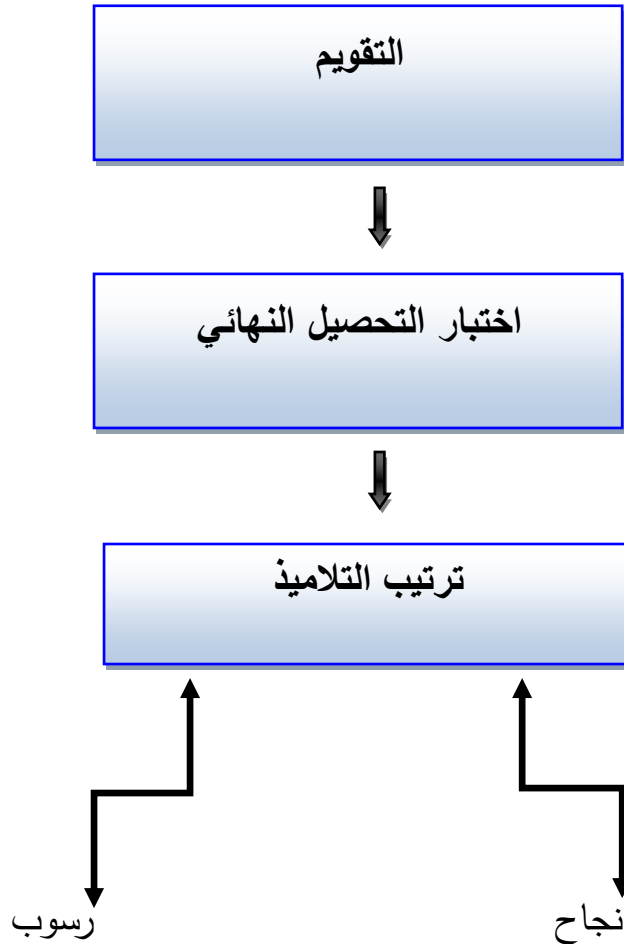 التقويم
اختبار التحصيل النهائي
ترتيب التلاميذ
نجاح
رسوب